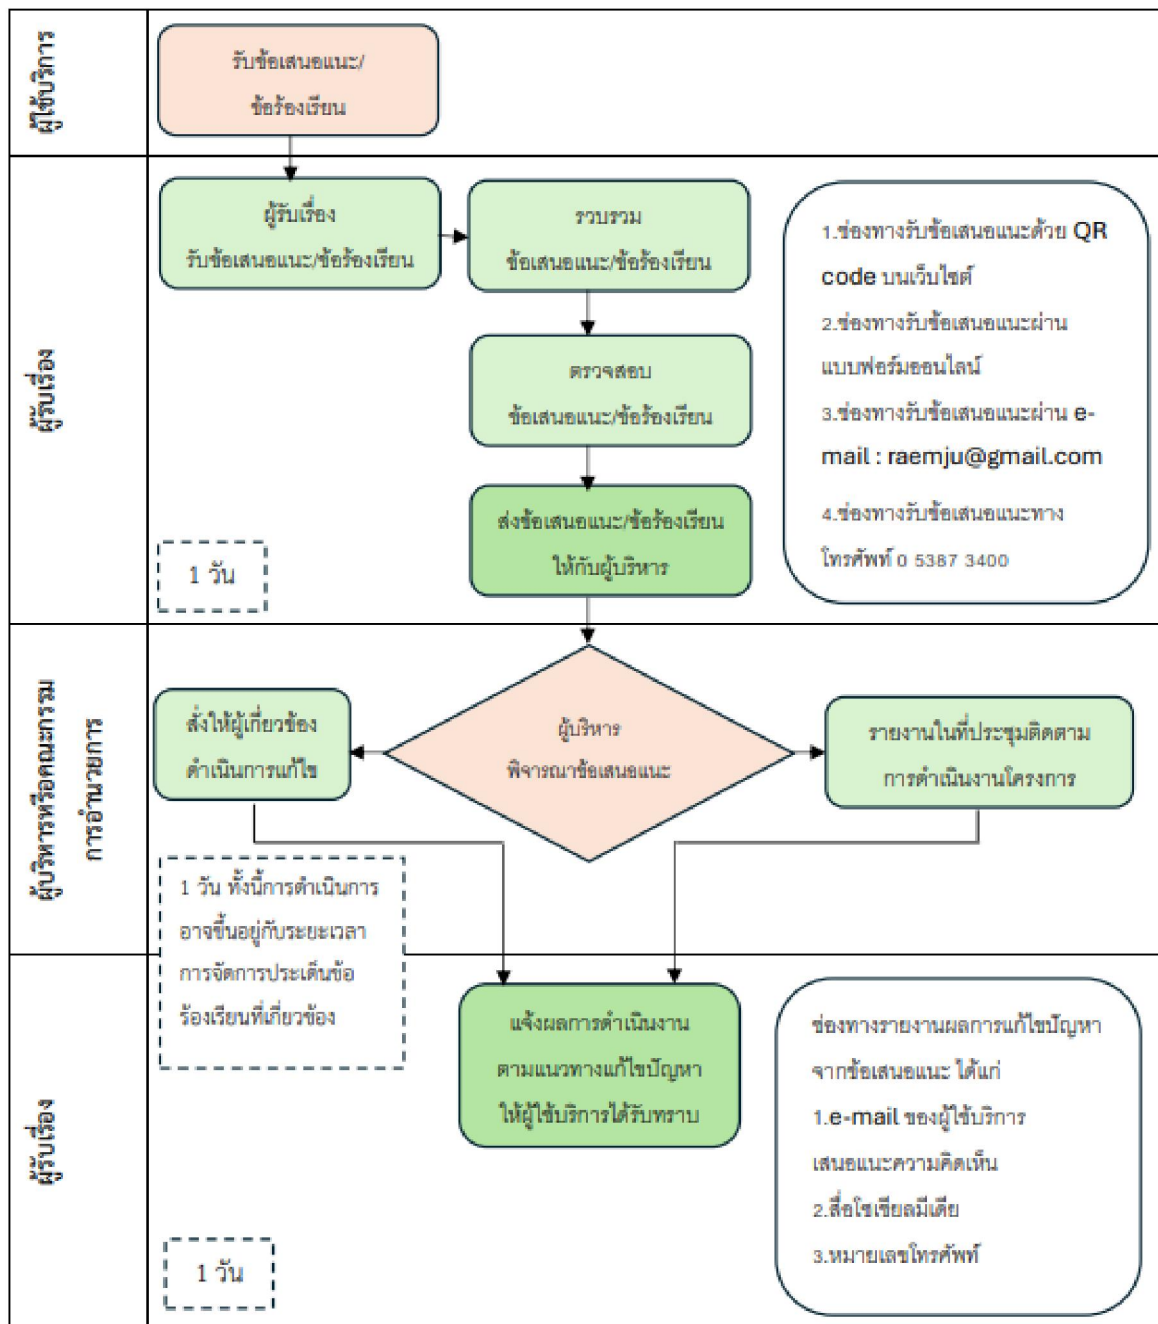 ผู้ใช้บริการ
รับข้อเสนอแนะ/
ข้อร้องเรียน
ผู้รับเรื่อง
ผู้รับเรื่อง
รับข้อเสนอแนะ/ข้อร้องเรียน
รวบรวม
ข้อเสนอแนะ/ข้อร้องเรียน
ตรวจสอบ
ข้อเสนอแนะ/ข้อร้องเรียน
ส่งข้อเสนอแนะ/ข้อร้องเรียน
ให้กับผู้บริหาร
1 วัน
1.ช่องทางรับข้อเสนอแนะด้วย QR
code บนเว็บไซต์
2.ช่องทางรับข้อเสนอแนะผ่าน
แบบฟอร์มออนไลน์
3.ช่องทางรับข้อเสนอแนะผ่าน e-
mail : raemju@gmail.com
4.ช่องทางรับข้อเสนอแนะทาง
โทรศัพท์ 0 5387 3400
ผู้บริหารหรือคณะกรรม
การอำนวยการ
สั่งให้ผู้เกี่ยวข้อง
ดำเนินการแก้ไข
ผู้บริหาร
พิจารณาข้อเสนอแนะ
รายงานในที่ประชุมติดตาม
การดำเนินงานโครงการ
1 วัน ทั้งนี้การดำเนินการ
อาจขึ้นอยู่กับระยะเวลา
การจัดการประเด็นข้อ
ร้องเรียนที่เกี่ยวข้อง
ผู้รับเรื่อง
แจ้งผลการดำเนินงาน
ตามแนวทางแก้ไขปัญหา
ให้ผู้ใช้บริการได้รับทราบ
ช่องทางรายงานผลการแก้ไขปัญหา
จากข้อเสนอแนะ ได้แก่
1.e-mail ของผู้ใช้บริการ
เสนอแนะความคิดเห็น
2.สื่อโซเชียลมีเดีย
3.หมายเลขโทรศัพท์
1 วัน